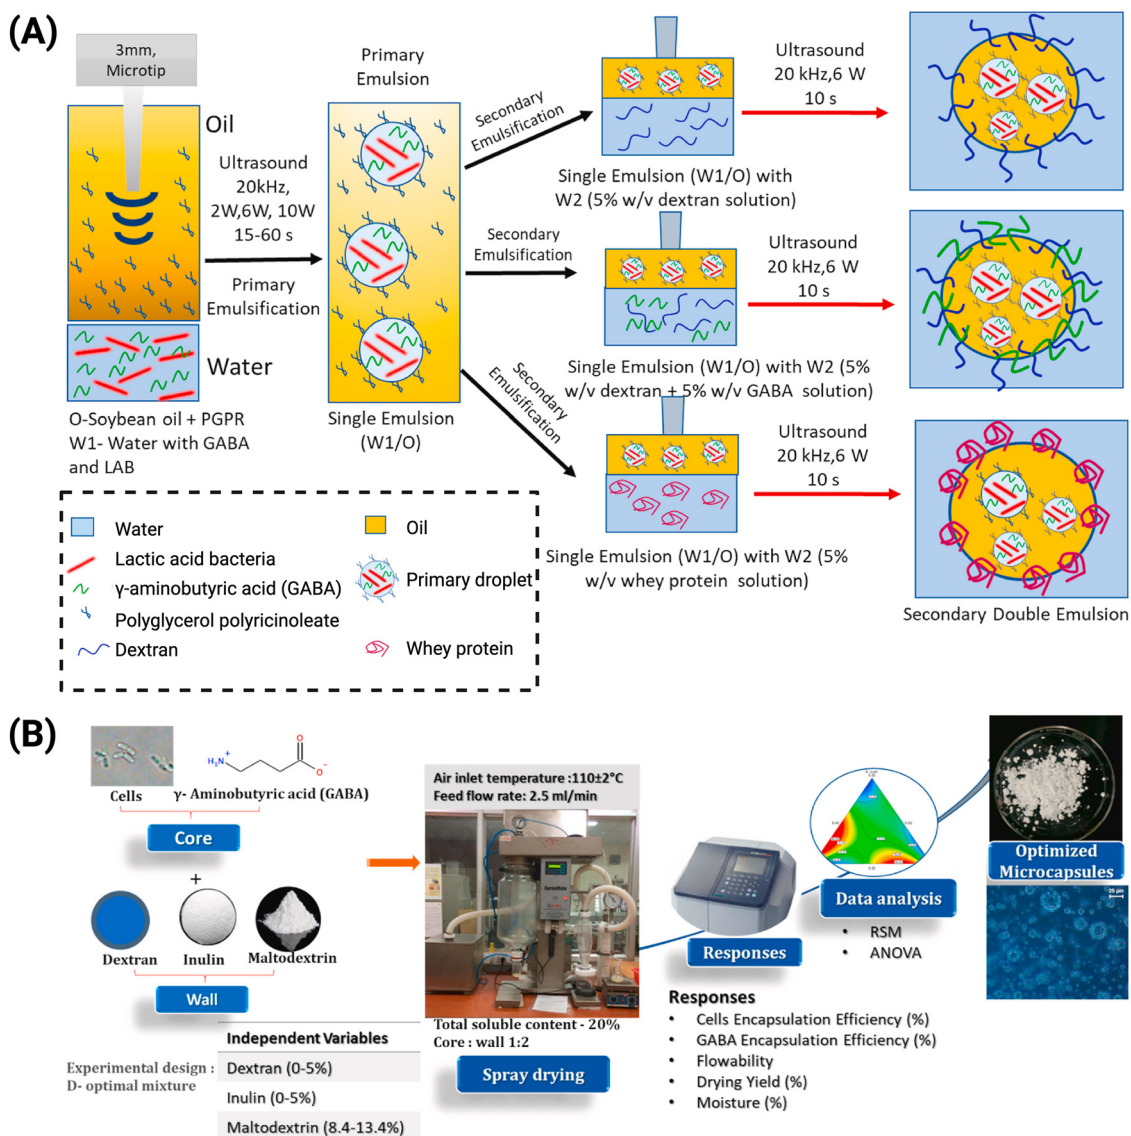 (A)
3mm,
Microtip
Oil
Ultrasound
20kHz,
2W,6W, 10W
15-60 s
Primary
Emulsification
Water
O-Soybean oil + PGPR
W1- Water with GABA
and LAB
Primary
Emulsion
Single Emulsion
(W1/O)
Secondary
Emulsification
Ultrasound
20 kHz,6 W
10 s
Single Emulsion (W1/O) with
W2 (5% w/v dextran solution)
Secondary
Emulsification
Ultrasound
20 kHz,6 W
10 s
Single Emulsion (W1/O) with W2 (5%
w/v dextran + 5% w/v GABA solution)
Secondary
Emulsification
Ultrasound
20 kHz,6 W
10 s
Single Emulsion (W1/O) with W2 (5%
w/v whey protein solution)
Secondary Double Emulsion
Water
Oil
Lactic acid bacteria
γ-aminobutyric acid (GABA)
Primary droplet
Polyglycerol polyricinoleate
Dextran
Whey protein
(B)
Cells
H₃N⁺
O
O⁻
γ- Aminobutyric acid (GABA)
Core
+
Dextran
Inulin
Maltodextrin
Wall
Experimental design :
D- optimal mixture
Independent Variables
Dextran (0-5%)
Inulin (0-5%)
Maltodextrin (8.4-13.4%)
Air inlet temperature :110±2°C
Feed flow rate: 2.5 ml/min
Total soluble content - 20%
Core : wall 1:2
Spray drying
Responses
Responses
• Cells Encapsulation Efficiency (%)
• GABA Encapsulation Efficiency (%)
• Flowability
• Drying Yield (%)
• Moisture (%)
Data analysis
• RSM
• ANOVA
Optimized
Microcapsules
25 μm